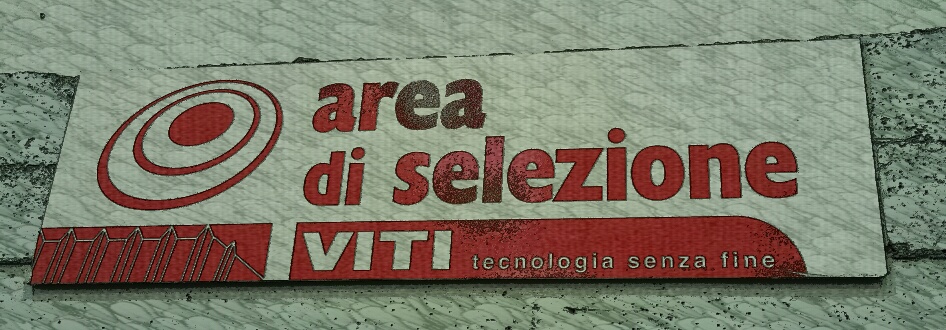 area
di selezione
VITI tecnologia senza fine